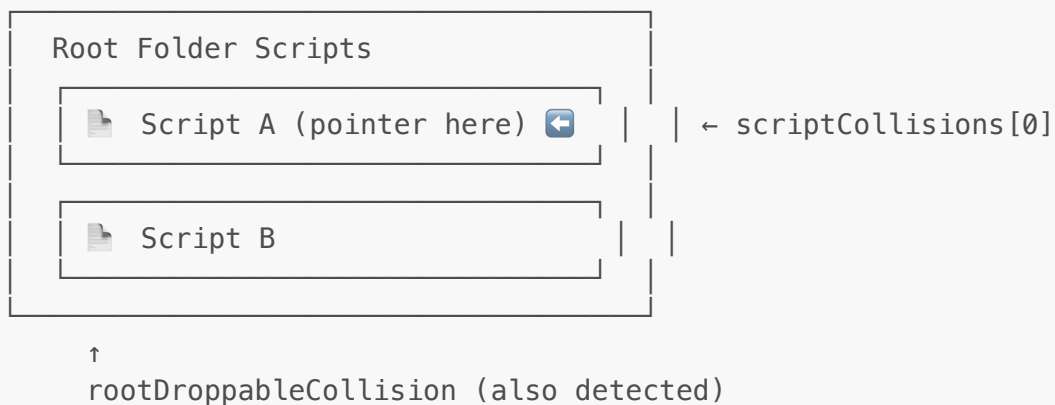 Root Folder Scripts
📄 Script A (pointer here) ⬅️ │ │ ← scriptCollisions[0]
📄 Script B │ │
↑
rootDroppableCollision (also detected)